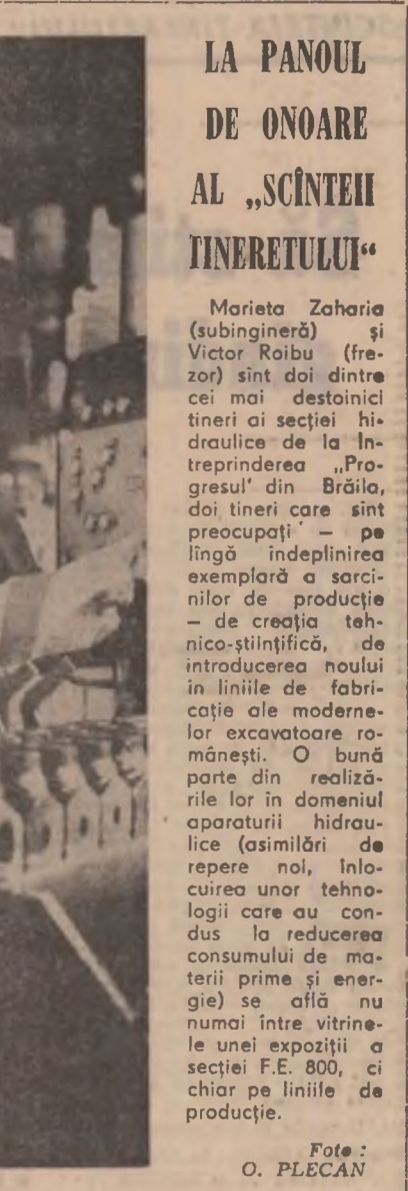 LA PANOUL
DE ONOARE
AL „SCÎNTEII
TINERETULUI“
Marieta Zaharia
(subingineră) și
Victor Roibu (fre-
zor) sînt doi dintre
cei mai destoinici
tineri ai secției hi-
draulice de la În-
treprinderea „Pro-
gresul' din Brăila,
doi tineri care sînt
preocupați — pe
lîngă îndeplinirea
exemplară a sarci-
nilor de producție
— de creația teh-
nico-științifică, de
introducerea noului
în liniile de fabri-
cație ale moderne-
lor excavatoare ro-
mânești. O bună
parte din realiză-
rile lor în domeniul
aparaturii hidrau-
lice (asimilări de
repere noi, înlo-
cuirea unor tehno-
logii care au con-
dus la reducerea
consumului de ma-
terii prime și ener-
gie) se află nu
numai între vitrine-
le unei expoziții a
secției F.E. 800, ci
chiar pe liniile de
producție.
Foto :
O. PLECAN